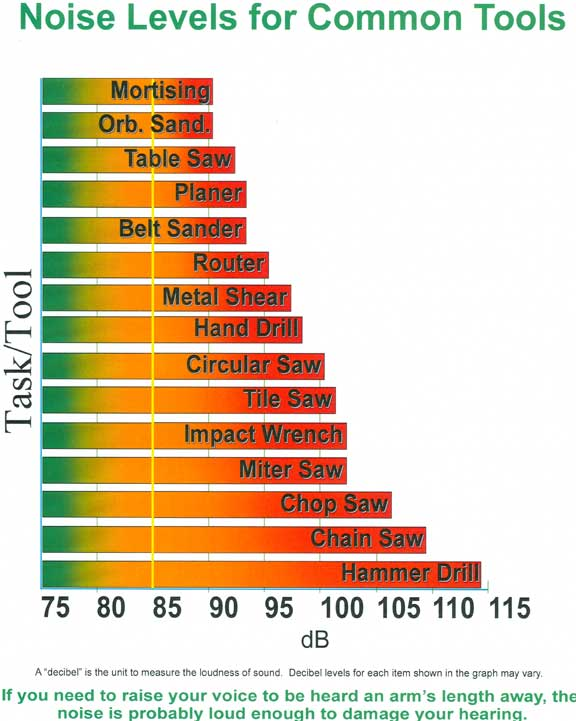 Noise Levels for Common Tools
Mortising
Orb. Sand.
Table Saw
Planer
Belt Sander
Router
Metal Shear
Hand Drill
Circular Saw
Tile Saw
Impact Wrench
Miter Saw
Chop Saw
Chain Saw
Hammer Drill
Task/Tool
75 80 85 90 95 100 105 110 115
dB
A "decibel" is the unit to measure the loudness of sound. Decibel levels for each item shown in the graph may vary.
If you need to raise your voice to be heard an arm's length away, the
noise is probably loud enough to damage your hearing.